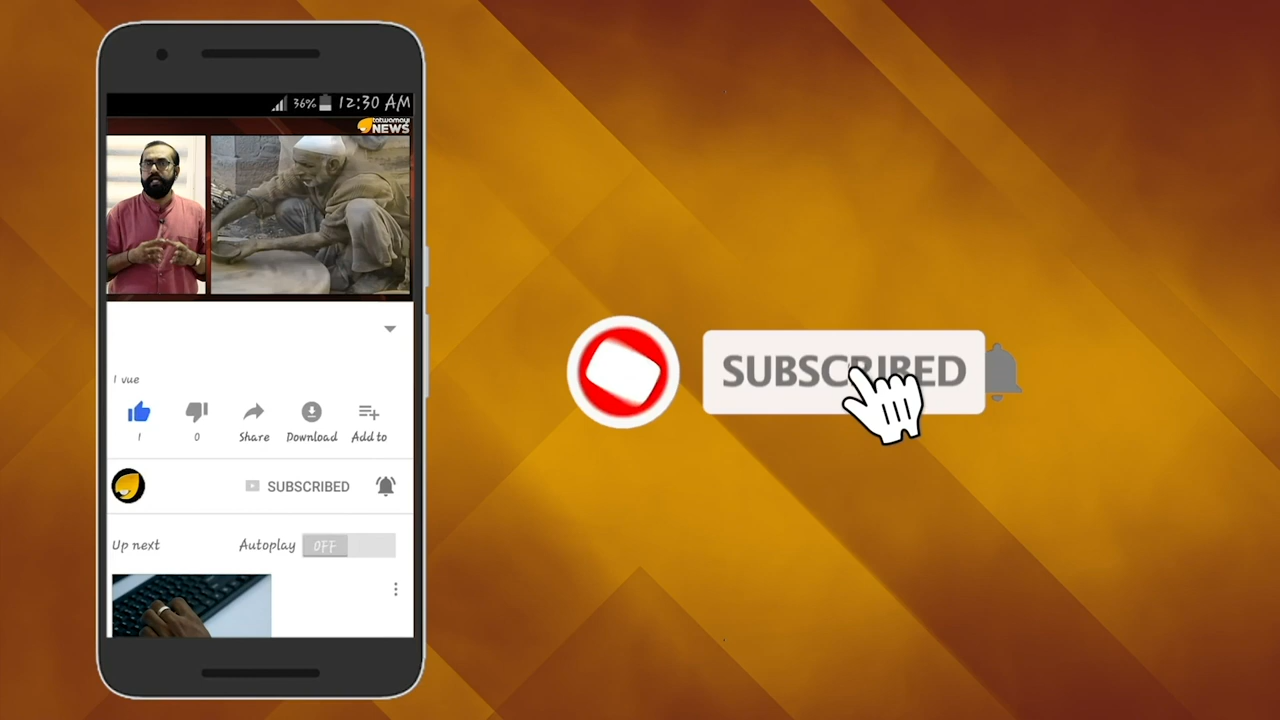 36% 12:30 AM
tatwamayi
NEWS
1 vue
1
0
Share
Download
Add to
SUBSCRIBED
Up next
Autoplay
OFF
SUBSCRIBED